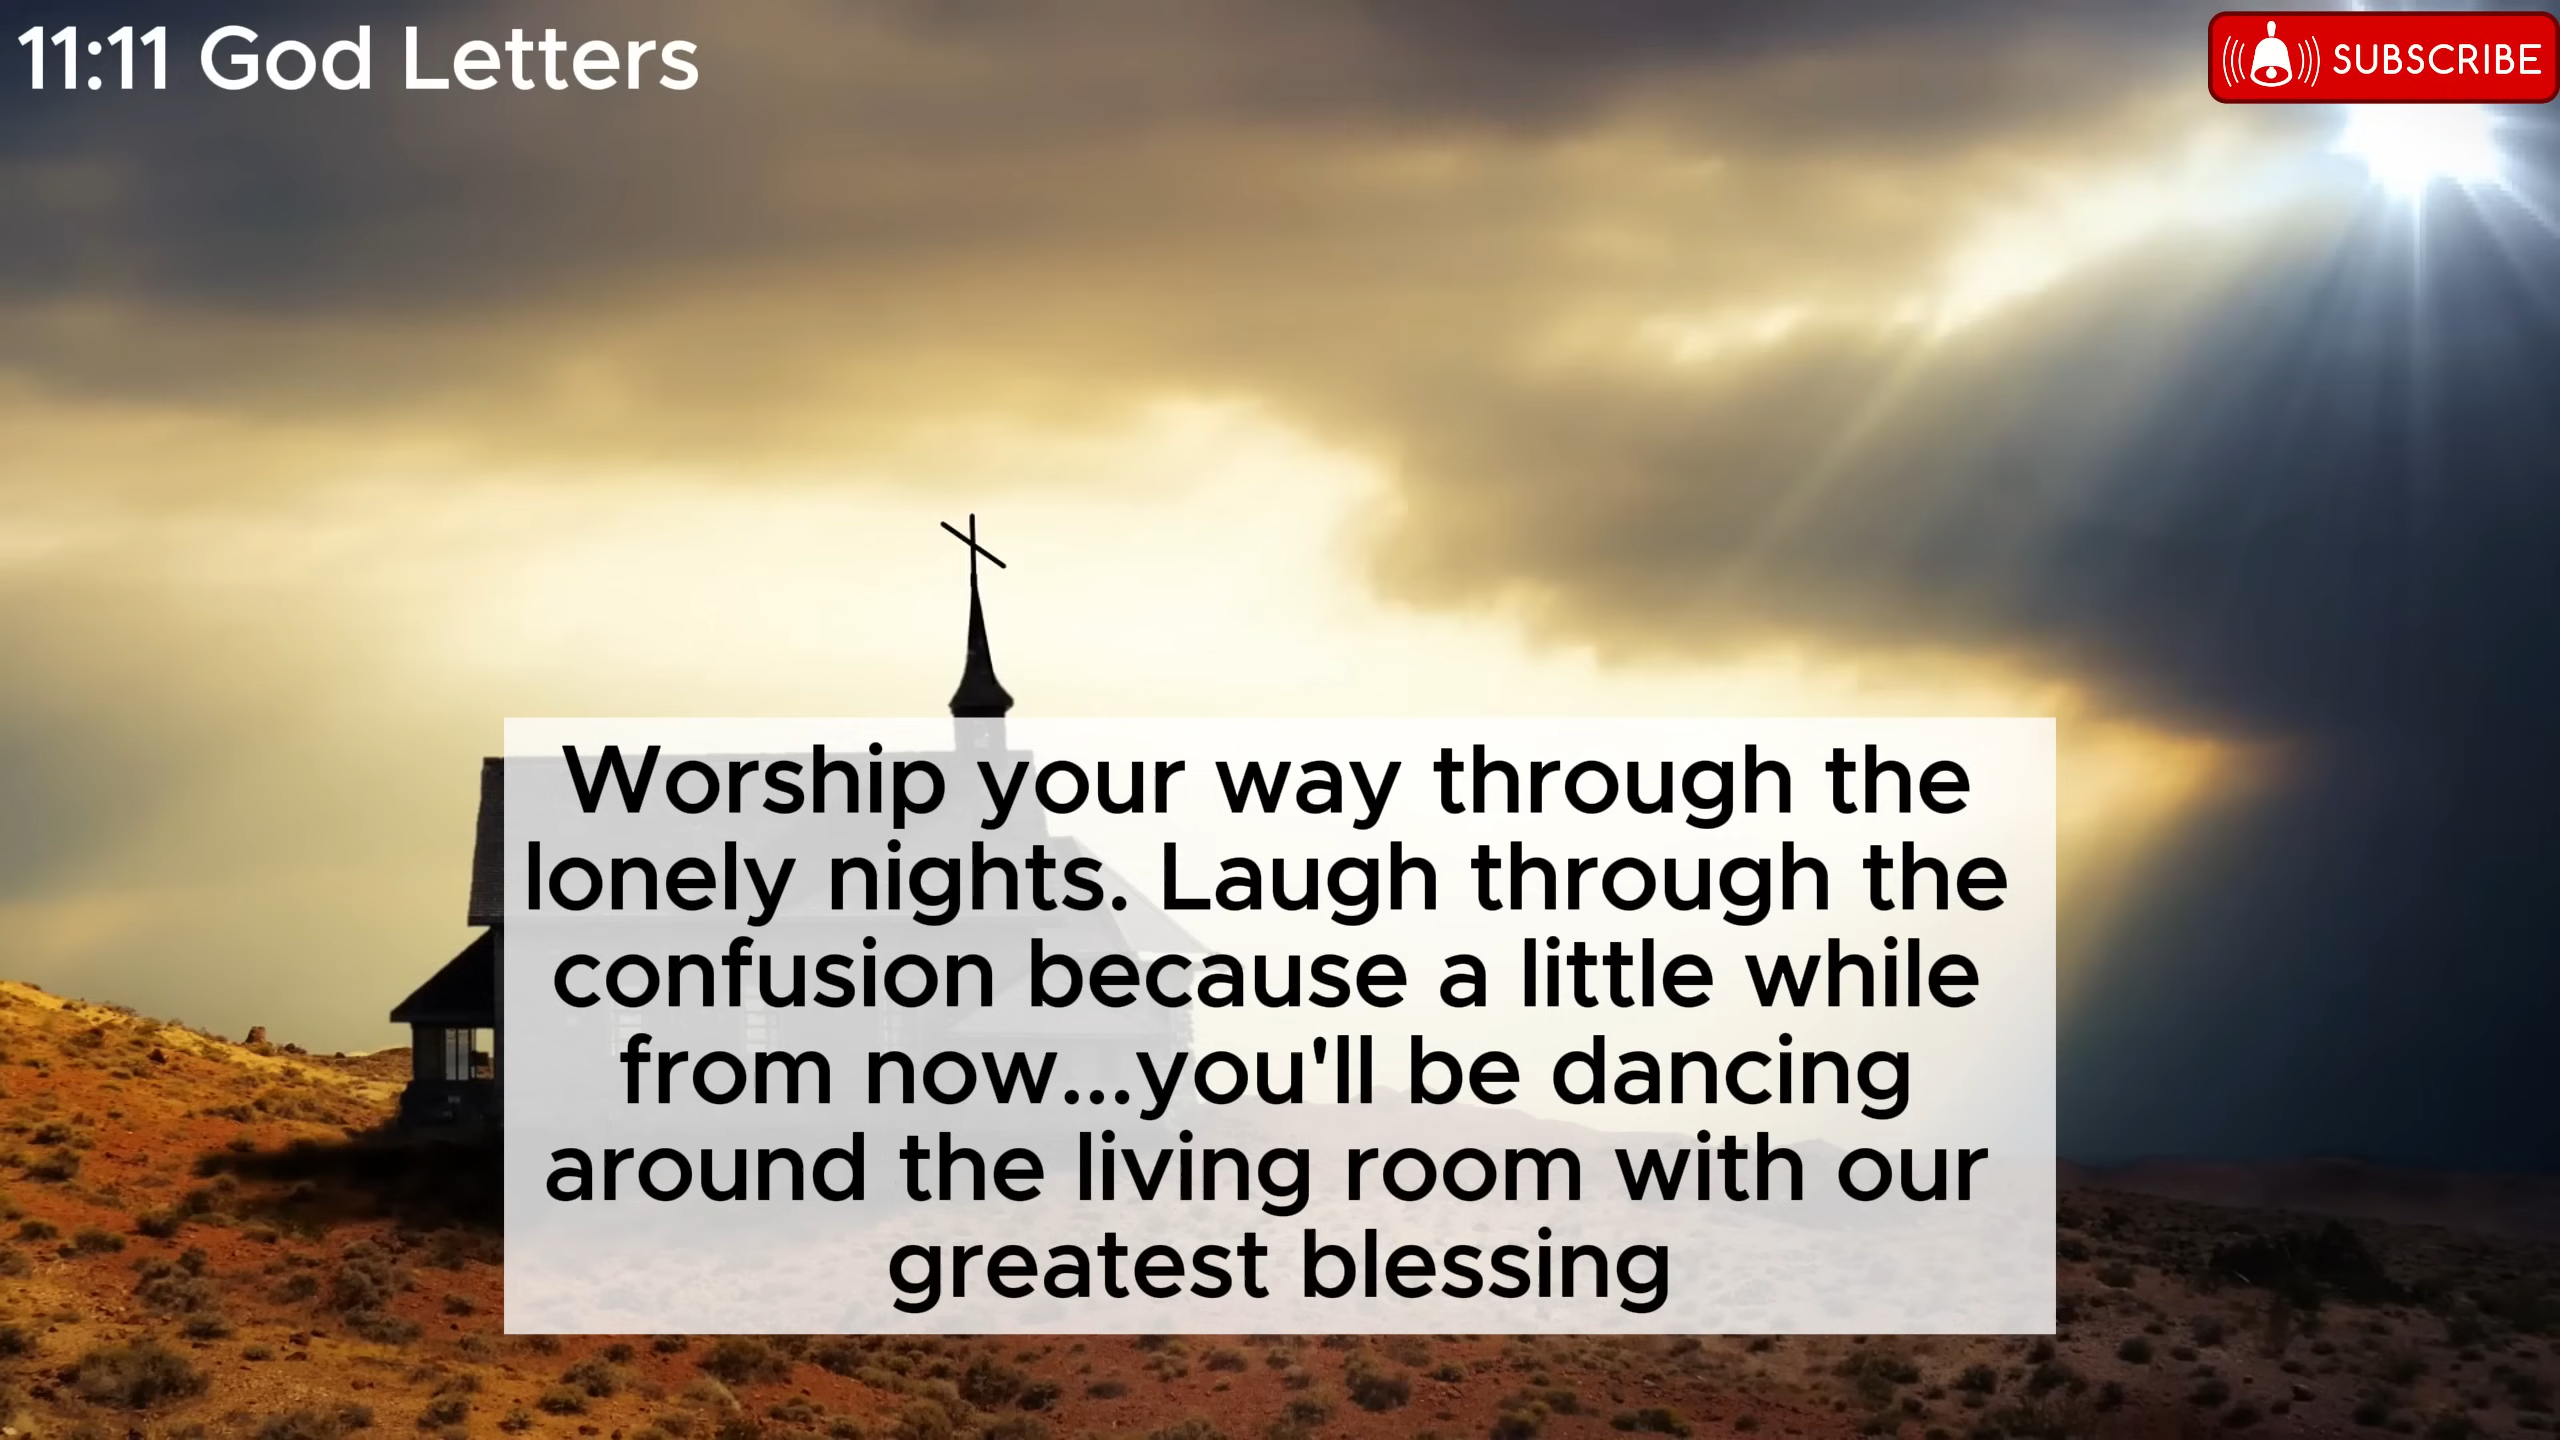 11:11 God Letters
SUBSCRIBE
Worship your way through the
lonely nights. Laugh through the
confusion because a little while
from now...you'll be dancing
around the living room with our
greatest blessing